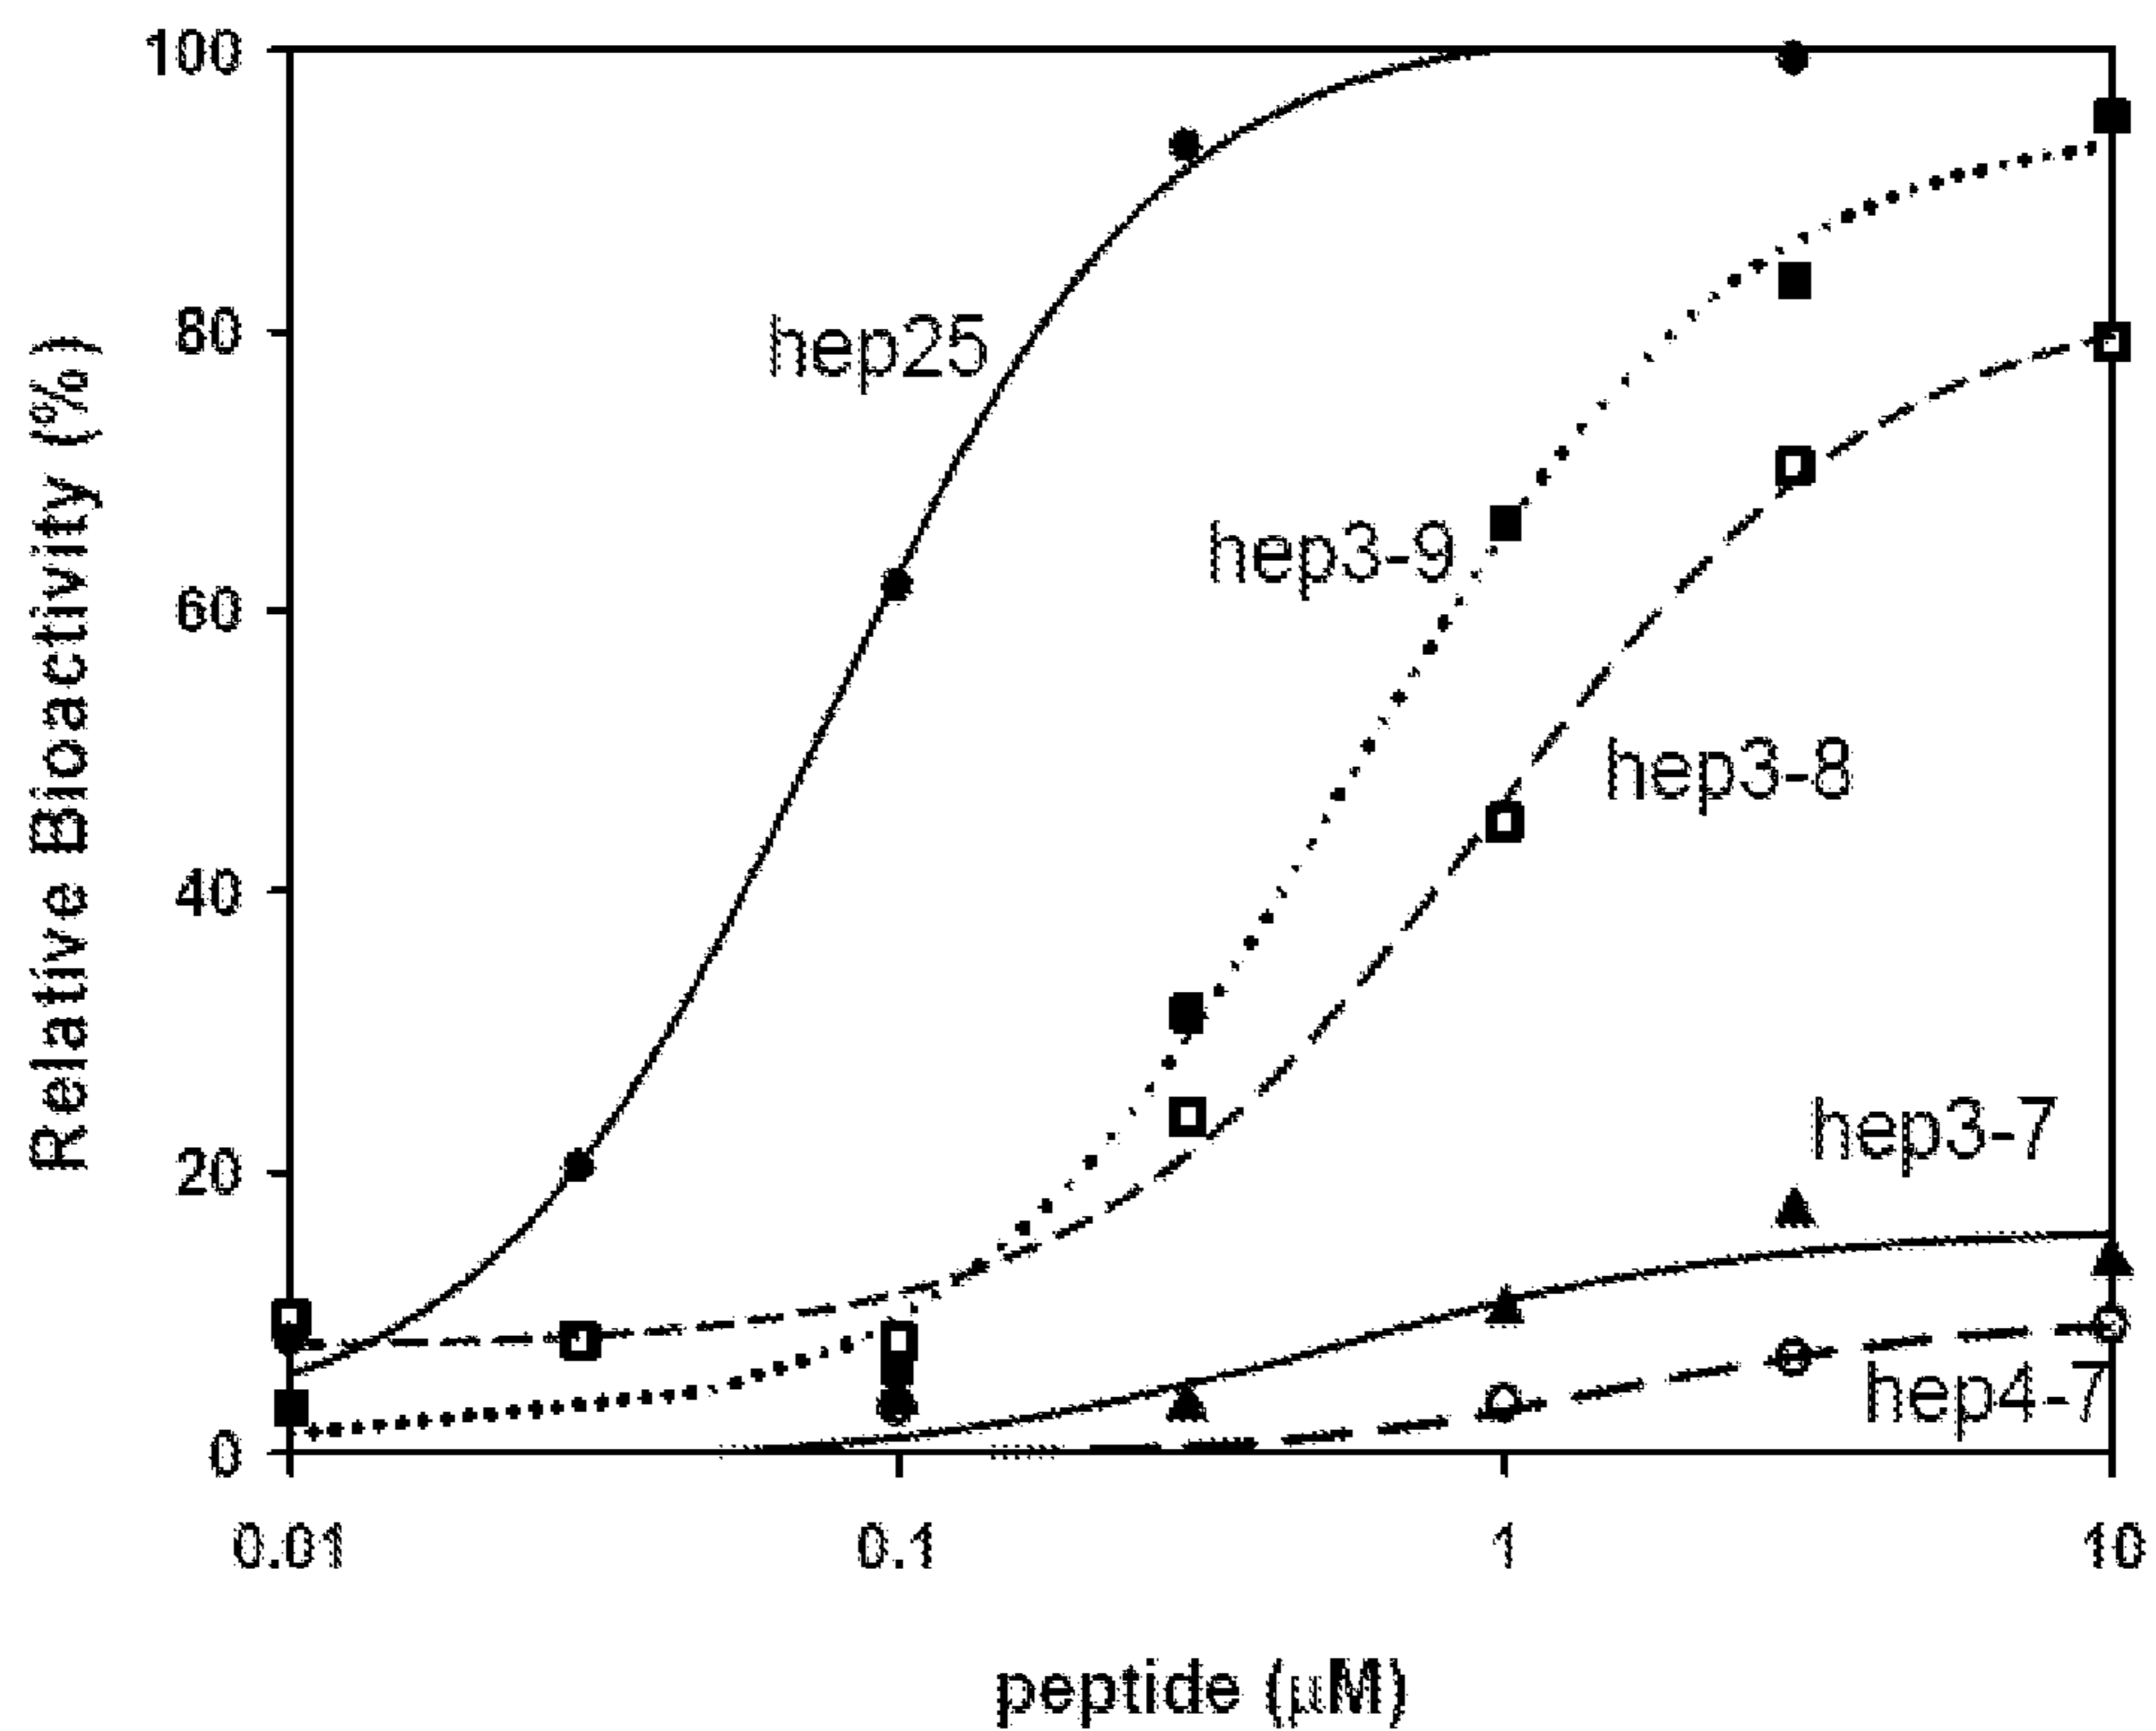 Relative Bioactivity (%)
100
80
60
40
20
0
hep25
hep3-9
hep3-8
hep3-7
hep4-7
0.01
0.1
1
10
peptide (µM)